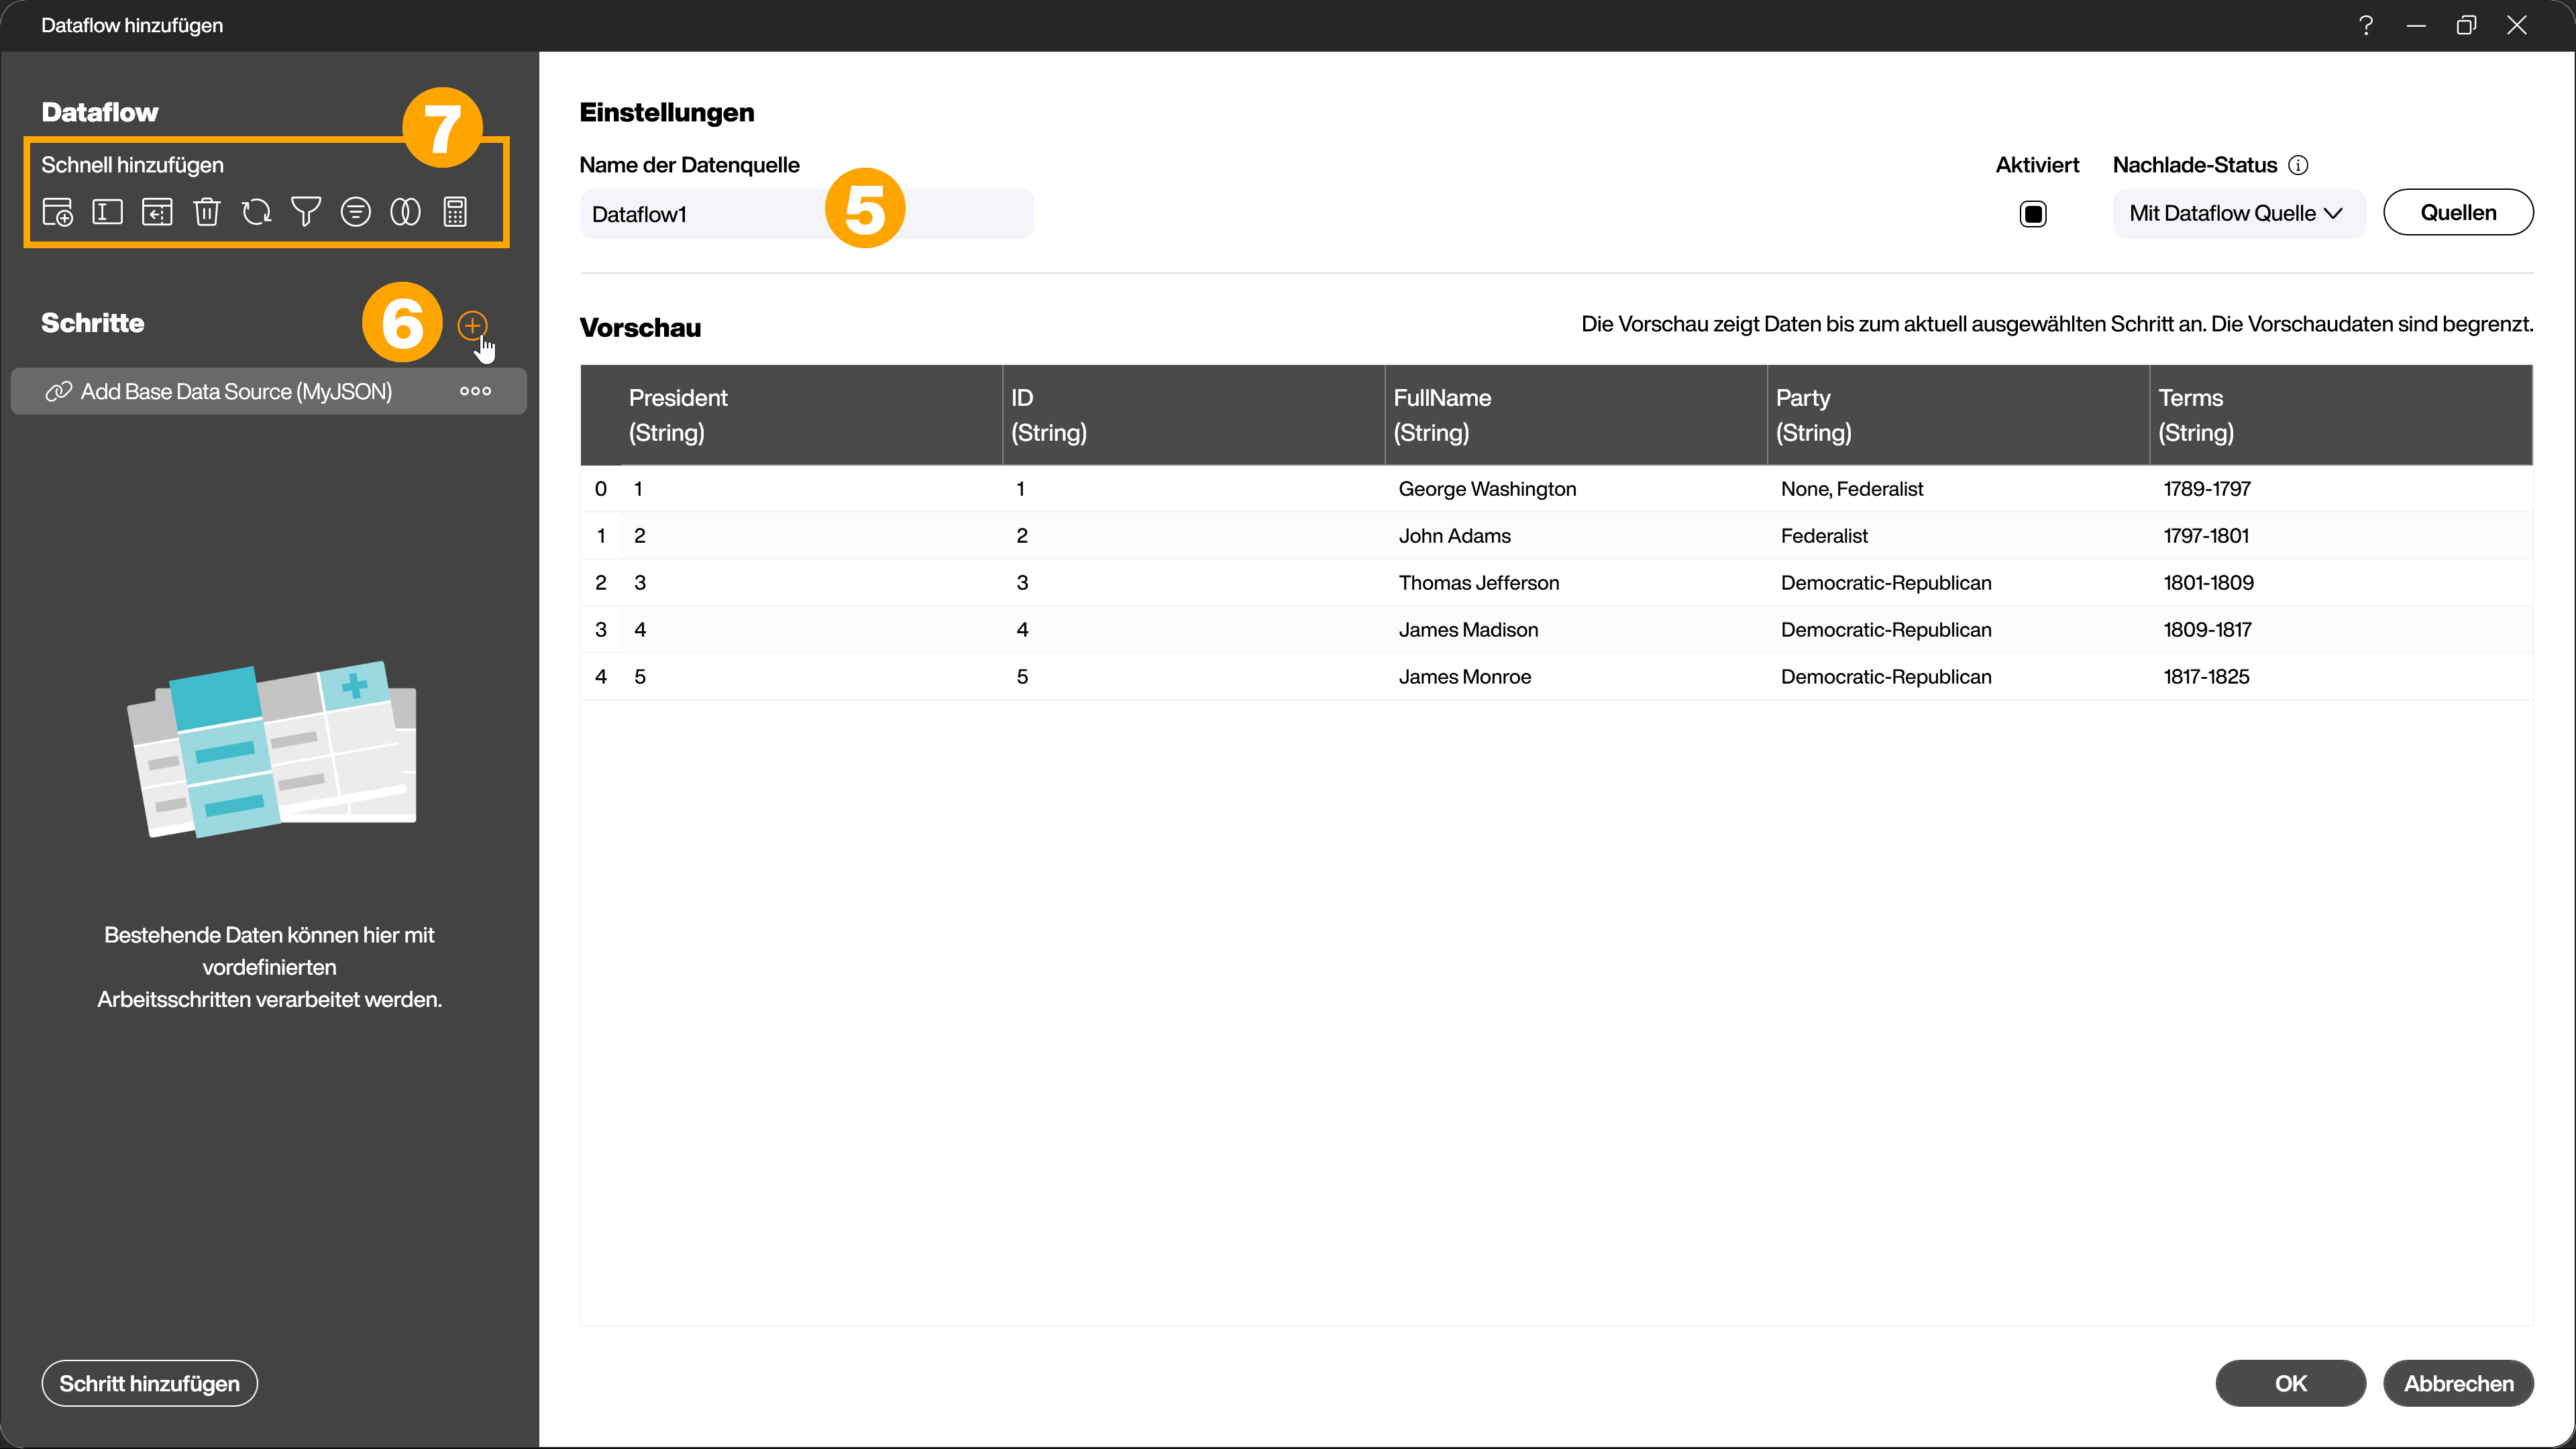 Dataflow hinzufügen
Dataflow
7
Schnell hinzufügen
Schritte
6
Add Base Data Source (MyJSON)
Bestehende Daten können hier mit
vordefinierten
Arbeitsschritten verarbeitet werden.
Schritt hinzufügen
Einstellungen
Name der Datenquelle
Dataflow1
5
Aktiviert
Nachlade-Status
Mit Dataflow Quelle
Quellen
Vorschau
Die Vorschau zeigt Daten bis zum aktuell ausgewählten Schritt an. Die Vorschaudaten sind begrenzt.
President (String) ID (String) FullName (String) Party (String) Terms (String)
0 1 1 George Washington None, Federalist 1789-1797
1 2 2 John Adams Federalist 1797-1801
2 3 3 Thomas Jefferson Democratic-Republican 1801-1809
3 4 4 James Madison Democratic-Republican 1809-1817
4 5 5 James Monroe Democratic-Republican 1817-1825
OK
Abbrechen